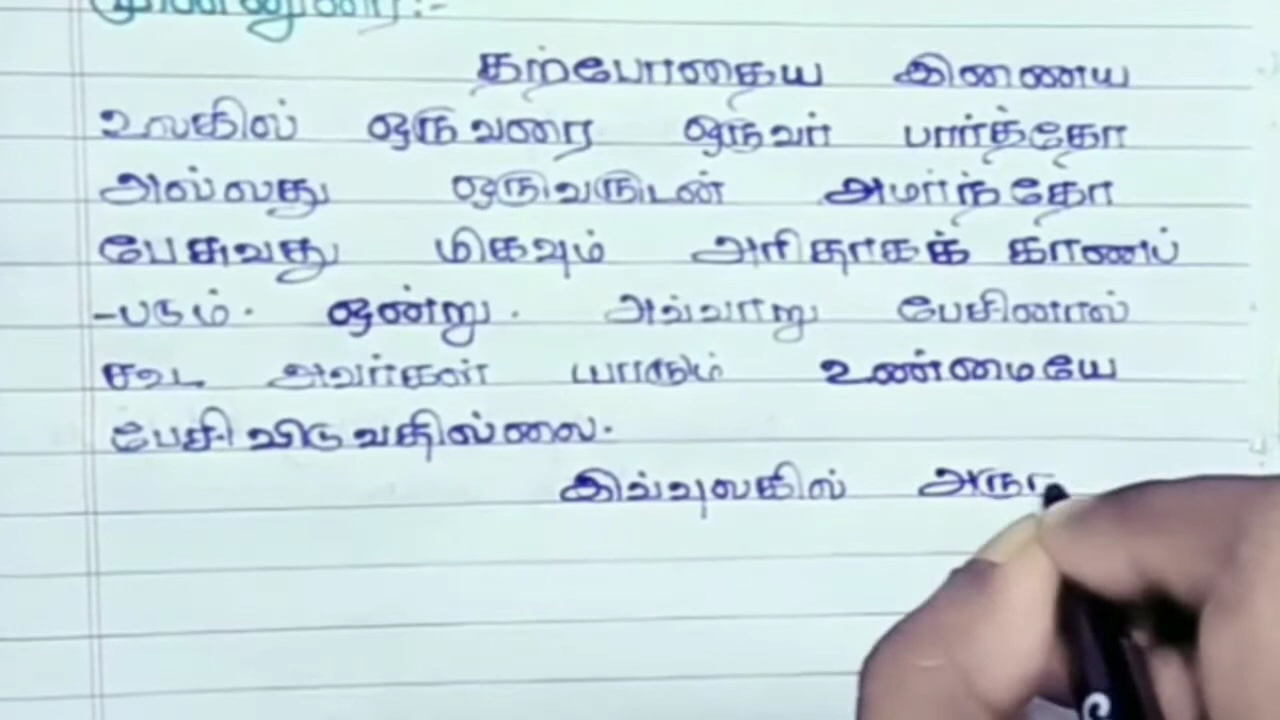 முன்னுரை:-
தற்போதைய இணைய
உலகில் ஒருவரை ஒருவர் பார்த்தோ
அல்லது ஒருவருடன் அமர்ந்தோ
பேசுவது மிகவும் அரிதாகக் காணப்
-படும். ஒன்று. அவ்வாறு பேசினால்
கூட அவர்கள் யாரும் உண்மையே
பேசி விடுவதில்லை.
இவ்வுலகில்